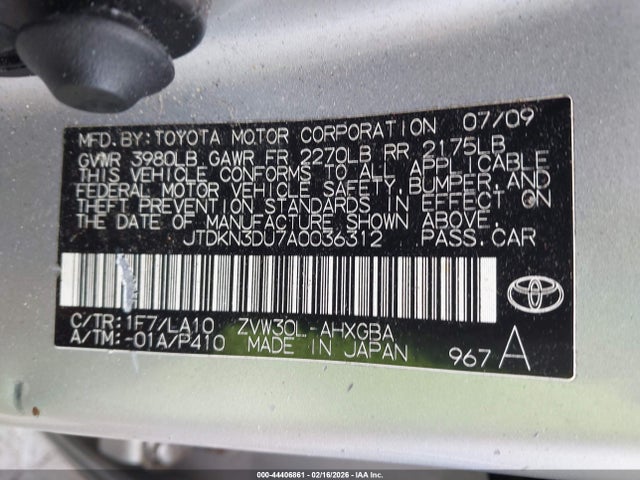 MFD. BY: TOYOTA MOTOR CORPORATION 07/09
GVWR 3980LB GAWR FR 2270LB RR 2175LB
THIS VEHICLE CONFORMS TO ALL APPLICABLE
FEDERAL MOTOR VEHICLE SAFETY, BUMPER, AND
THEFT PREVENTION STANDARDS IN EFFECT ON
THE DATE OF MANUFACTURE SHOWN ABOVE.
JTDKN3DU7A0036312 PASS. CAR
C/TR: 1F7/LA10 ZVW30L-AHXGBA
A/TM: -01A/P410 MADE IN JAPAN 967 A
000-44406861 - 02/16/2026 - IAA Inc.